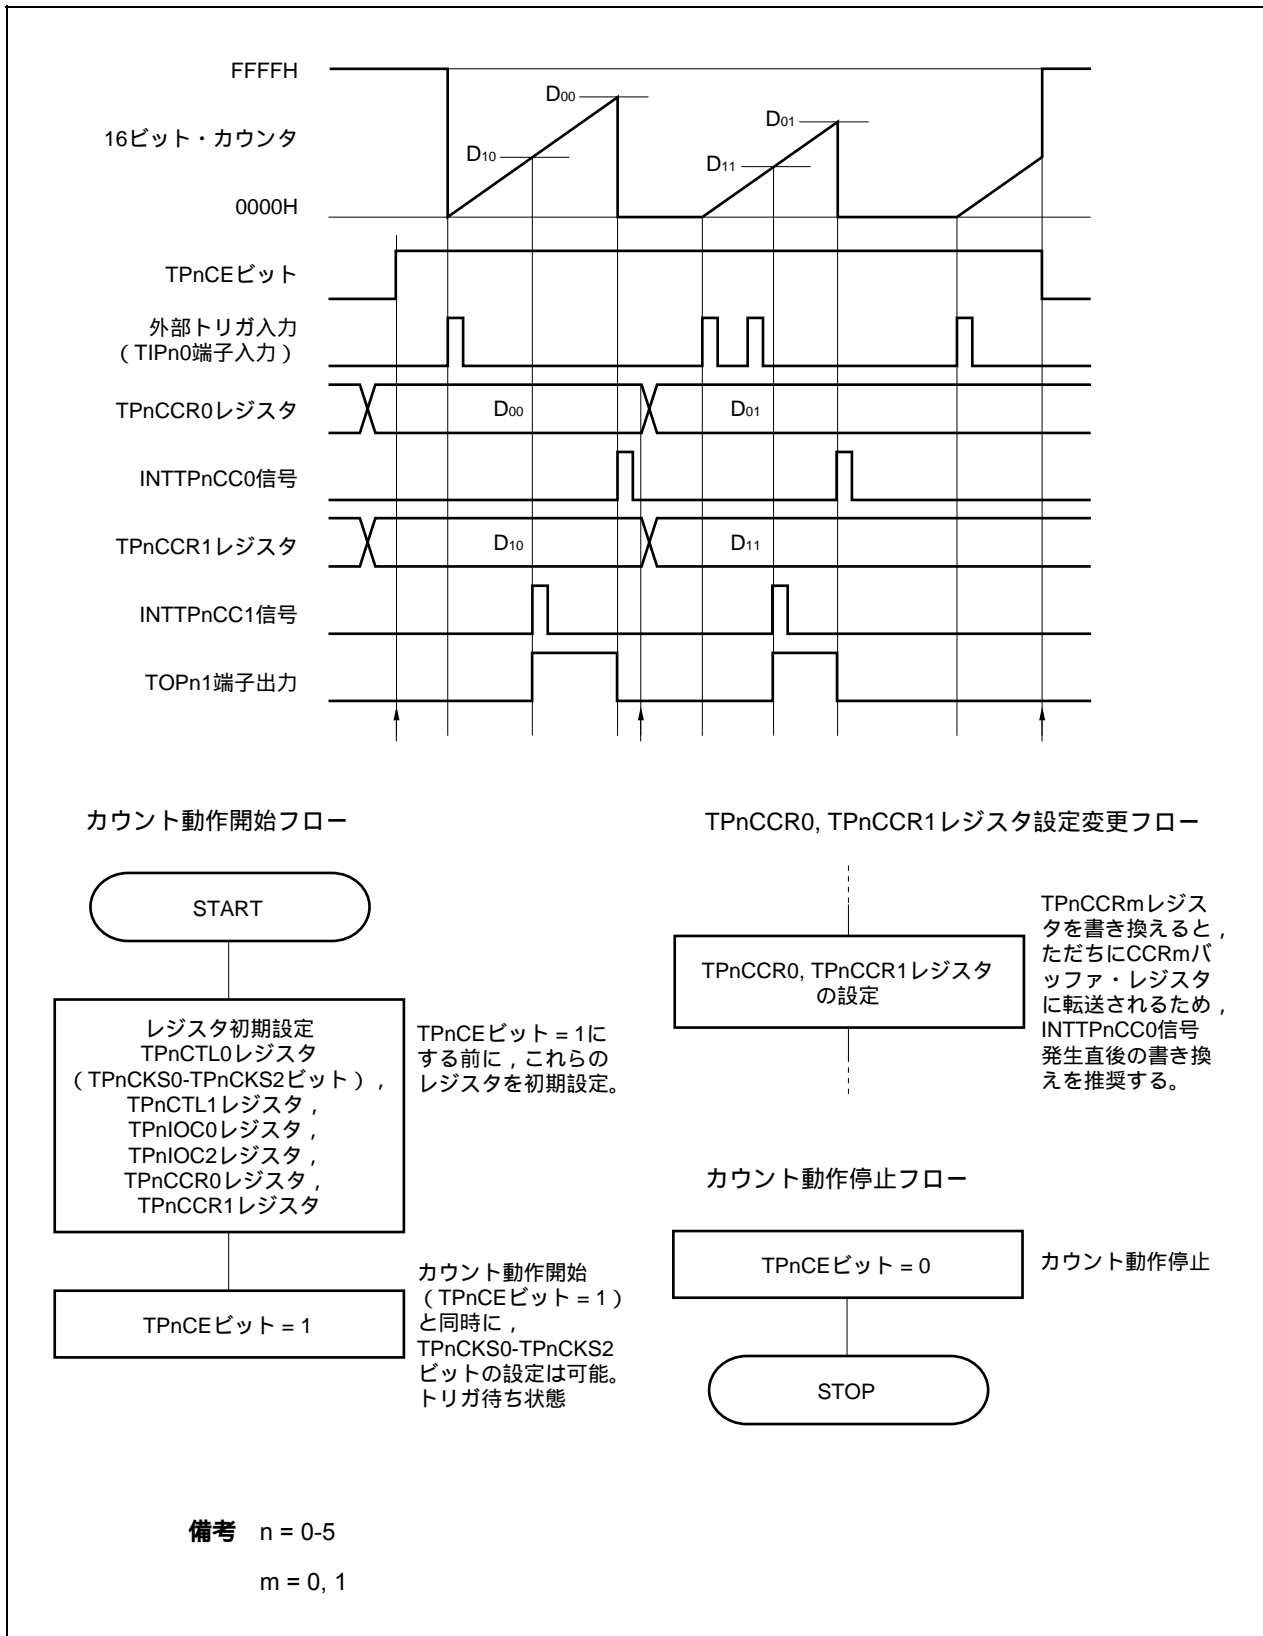 FFFFH
16ビット・カウンタ
0000H
D00
D10
D01
D11
TPnCEビット
外部トリガ入力
（TIPn0端子入力）
TPnCCR0レジスタ
D00
D01
INTTPnCC0信号
TPnCCR1レジスタ
D10
D11
INTTPnCC1信号
TOPn1端子出力
カウント動作開始フロー
START
レジスタ初期設定
TPnCTL0レジスタ
（TPnCKS0-TPnCKS2ビット），
TPnCTL1レジスタ，
TPnIOC0レジスタ，
TPnIOC2レジスタ，
TPnCCR0レジスタ，
TPnCCR1レジスタ
TPnCEビット = 1に
する前に，これらの
レジスタを初期設定。
TPnCEビット = 1
カウント動作開始
（TPnCEビット = 1）
と同時に，
TPnCKS0-TPnCKS2
ビットの設定は可能。
トリガ待ち状態
TPnCCR0, TPnCCR1レジスタ設定変更フロー
TPnCCR0, TPnCCR1レジスタ
の設定
TPnCCRmレジス
タを書き換えると，
ただちにCCRmバ
ッファ・レジスタ
に転送されるため，
INTTPnCC0信号
発生直後の書き換
えを推奨する。
カウント動作停止フロー
TPnCEビット = 0
カウント動作停止
STOP
備考 n = 0-5
m = 0, 1